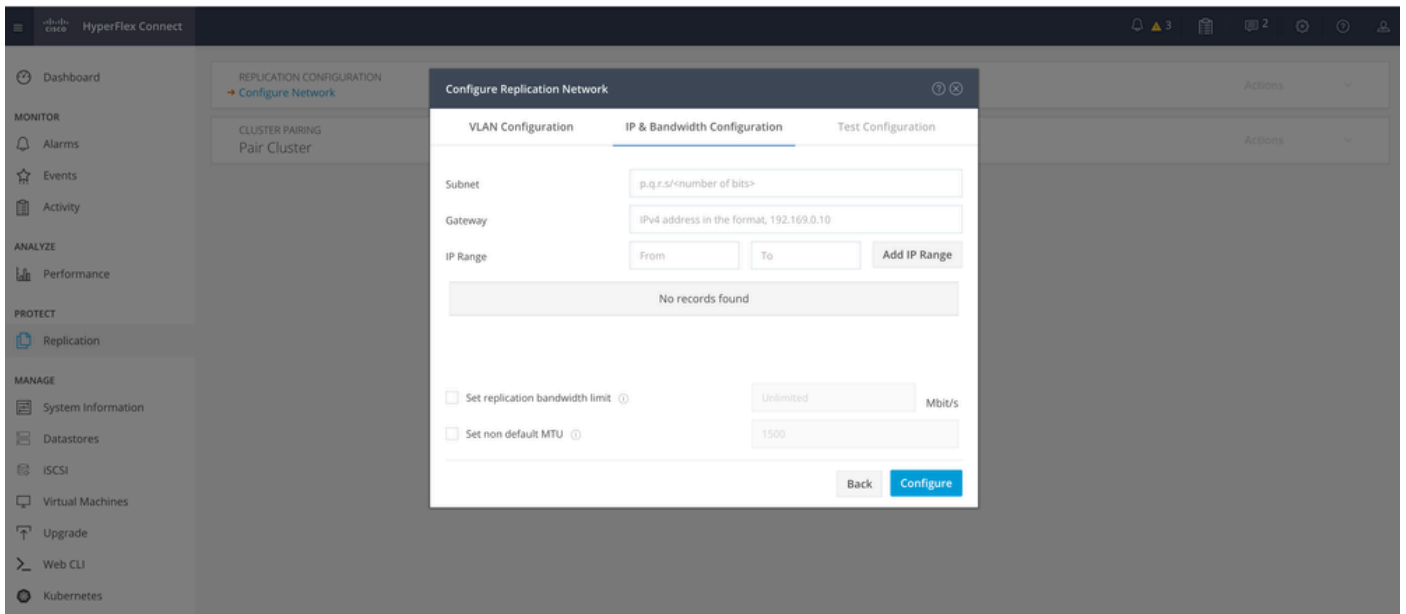 CISCO HyperFlex Connect 3 2
Dashboard
MONITOR
Alarms
Events
Activity
ANALYZE
Performance
PROTECT
Replication
MANAGE
System Information
Datastores
iSCSI
Virtual Machines
Upgrade
Web CLI
Kubernetes
REPLICATION CONFIGURATION
Configure Network
Actions
CLUSTER PAIRING
Pair Cluster
Actions
Configure Replication Network
VLAN Configuration IP & Bandwidth Configuration Test Configuration
Subnet p.q.r.s/<number of bits>
Gateway IPv4 address in the format, 192.169.0.10
IP Range From To Add IP Range
No records found
Set replication bandwidth limit Unlimited Mbit/s
Set non default MTU 1500
Back Configure